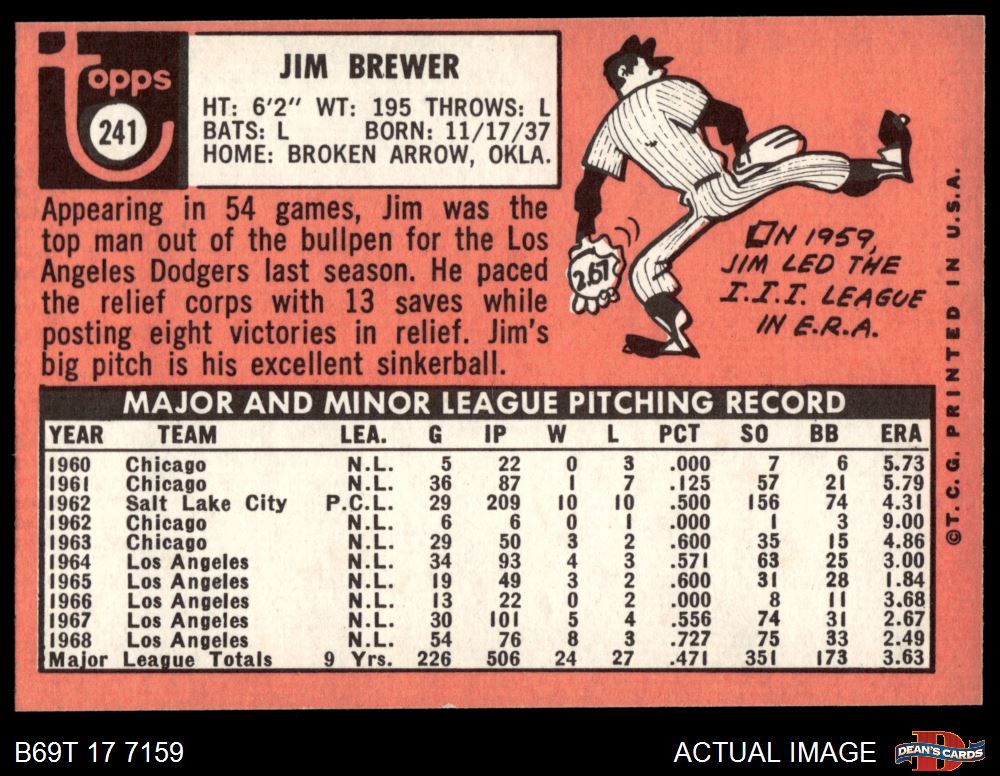 Topps
241
JIM BREWER
HT: 6'2" WT: 195 THROWS: L
BATS: L BORN: 11/17/37
HOME: BROKEN ARROW, OKLA.
Appearing in 54 games, Jim was the
top man out of the bullpen for the Los
Angeles Dodgers last season. He paced
the relief corps with 13 saves while
posting eight victories in relief. Jim's
big pitch is his excellent sinkerball.
2.67
IN 1959,
JIM LED THE
I.I.I. LEAGUE
IN E.R.A.
MAJOR AND MINOR LEAGUE PITCHING RECORD
YEAR TEAM LEA. G IP W L PCT SO BB ERA
1960 Chicago N.L. 5 22 0 3 .000 7 6 5.73
1961 Chicago N.L. 36 87 1 7 .125 57 21 5.79
1962 Salt Lake City P.C.L. 29 209 10 10 .500 156 74 4.31
1962 Chicago N.L. 6 6 0 1 .000 1 3 9.00
1963 Chicago N.L. 29 50 3 2 .600 35 15 4.86
1964 Los Angeles N.L. 34 93 4 3 .571 63 25 3.00
1965 Los Angeles N.L. 19 49 3 2 .600 31 28 1.84
1966 Los Angeles N.L. 13 22 0 2 .000 8 11 3.68
1967 Los Angeles N.L. 30 101 5 4 .556 74 31 2.67
1968 Los Angeles N.L. 54 76 8 3 .727 75 33 2.49
Major League Totals 9 Yrs. 226 506 24 27 .471 351 173 3.63
©T.C.G. PRINTED IN U.S.A.
B69T 17 7159
ACTUAL IMAGE
D
DEAN'S CARDS